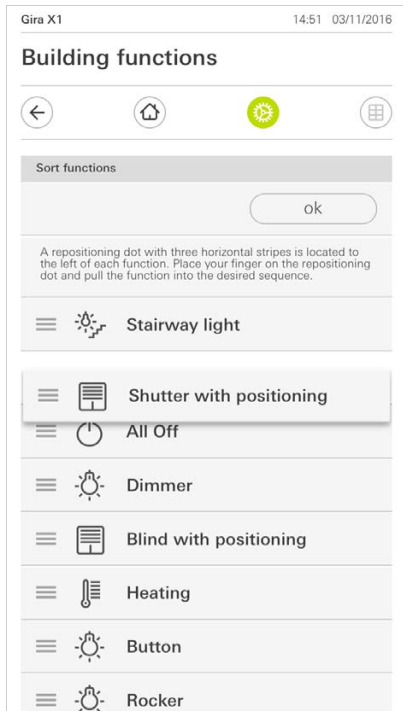 Gira X1 14:51 03/11/2016
Building functions
Sort functions
ok
A repositioning dot with three horizontal stripes is located to
the left of each function. Place your finger on the repositioning
dot and pull the function into the desired sequence.
Stairway light
Shutter with positioning
All Off
Dimmer
Blind with positioning
Heating
Button
Rocker